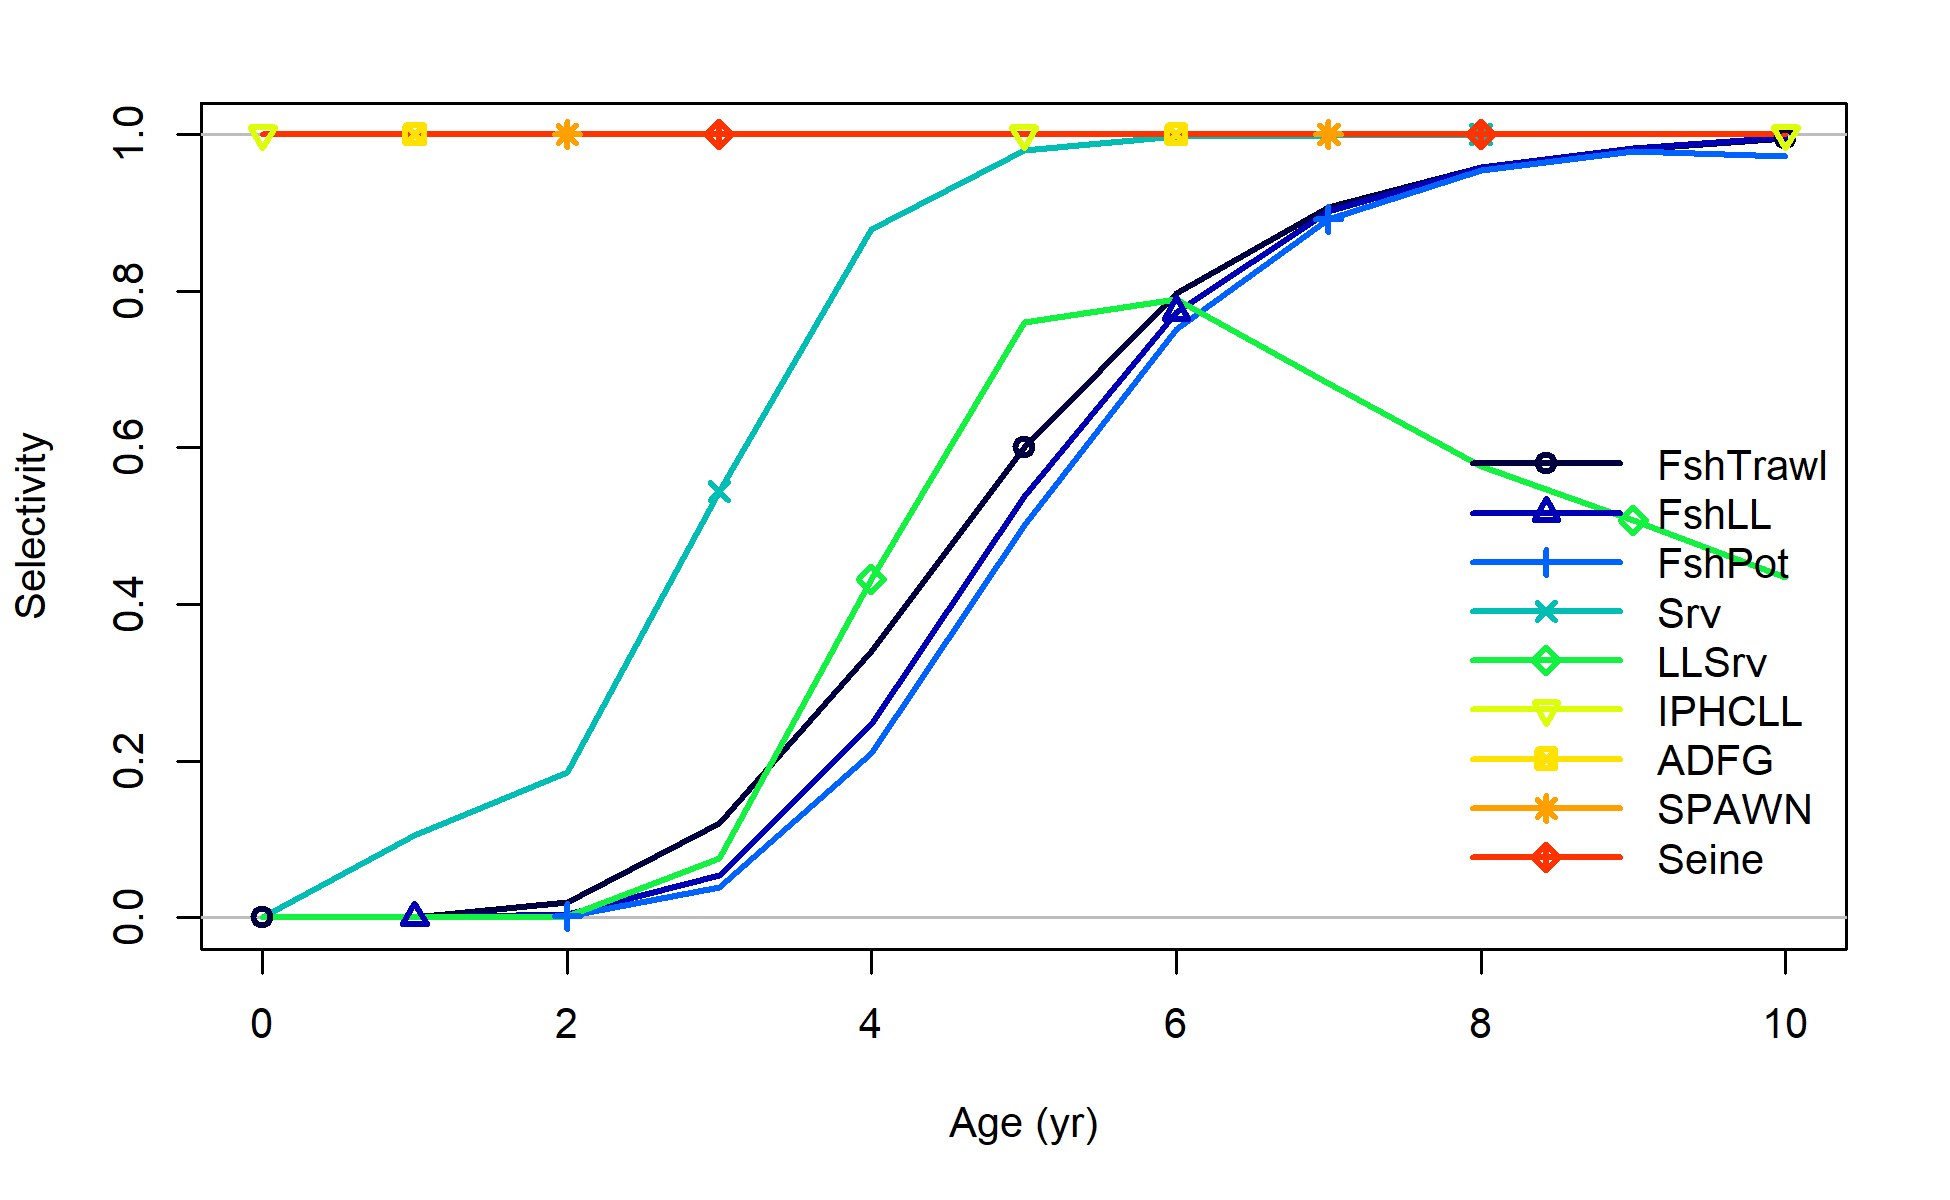 1.0
0.8
0.6
0.4
0.2
0.0
Selectivity
FshTrawl
FshLL
FshPot
Srv
LLSrv
IPHCLL
ADFG
SPAWN
Seine
0 2 4 6 8 10
Age (yr)